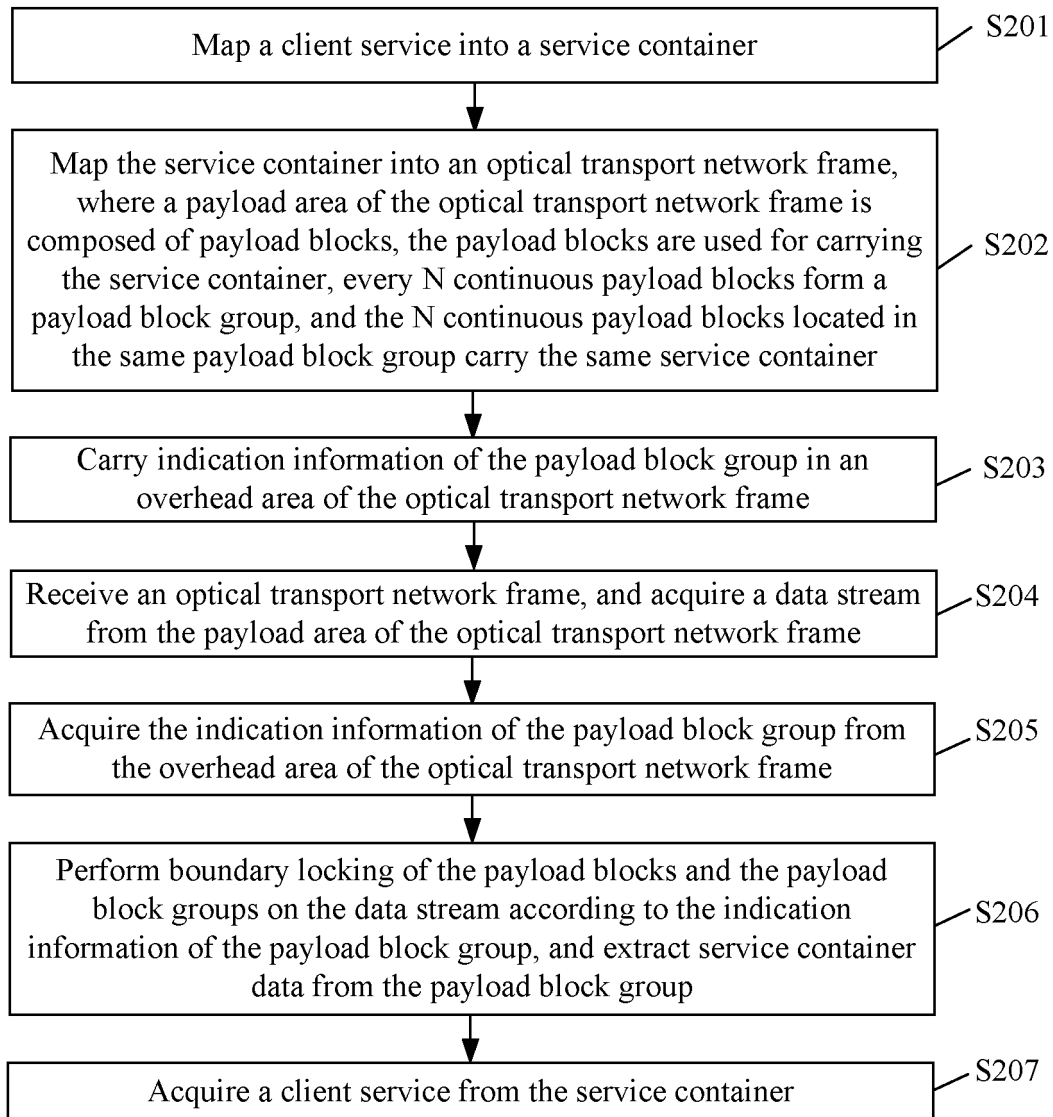 Map a client service into a service container
S201
Map the service container into an optical transport network frame,
where a payload area of the optical transport network frame is
composed of payload blocks, the payload blocks are used for carrying
the service container, every N continuous payload blocks form a
payload block group, and the N continuous payload blocks located in
the same payload block group carry the same service container
S202
Carry indication information of the payload block group in an
overhead area of the optical transport network frame
S203
Receive an optical transport network frame, and acquire a data stream
from the payload area of the optical transport network frame
S204
Acquire the indication information of the payload block group from
the overhead area of the optical transport network frame
S205
Perform boundary locking of the payload blocks and the payload
block groups on the data stream according to the indication
information of the payload block group, and extract service container
data from the payload block group
S206
Acquire a client service from the service container
S207